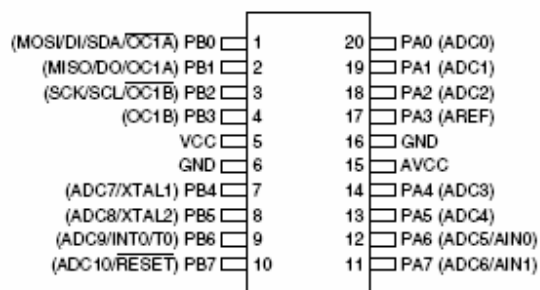 (MOSI/DI/SDA/OC1A) PB0 1 20 PA0 (ADC0)
(MISO/DO/OC1A) PB1 2 19 PA1 (ADC1)
(SCK/SCL/OC1B) PB2 3 18 PA2 (ADC2)
(OC1B) PB3 4 17 PA3 (AREF)
VCC 5 16 GND
GND 6 15 AVCC
(ADC7/XTAL1) PB4 7 14 PA4 (ADC3)
(ADC8/XTAL2) PB5 8 13 PA5 (ADC4)
(ADC9/INT0/T0) PB6 9 12 PA6 (ADC5/AIN0)
(ADC10/RESET) PB7 10 11 PA7 (ADC6/AIN1)